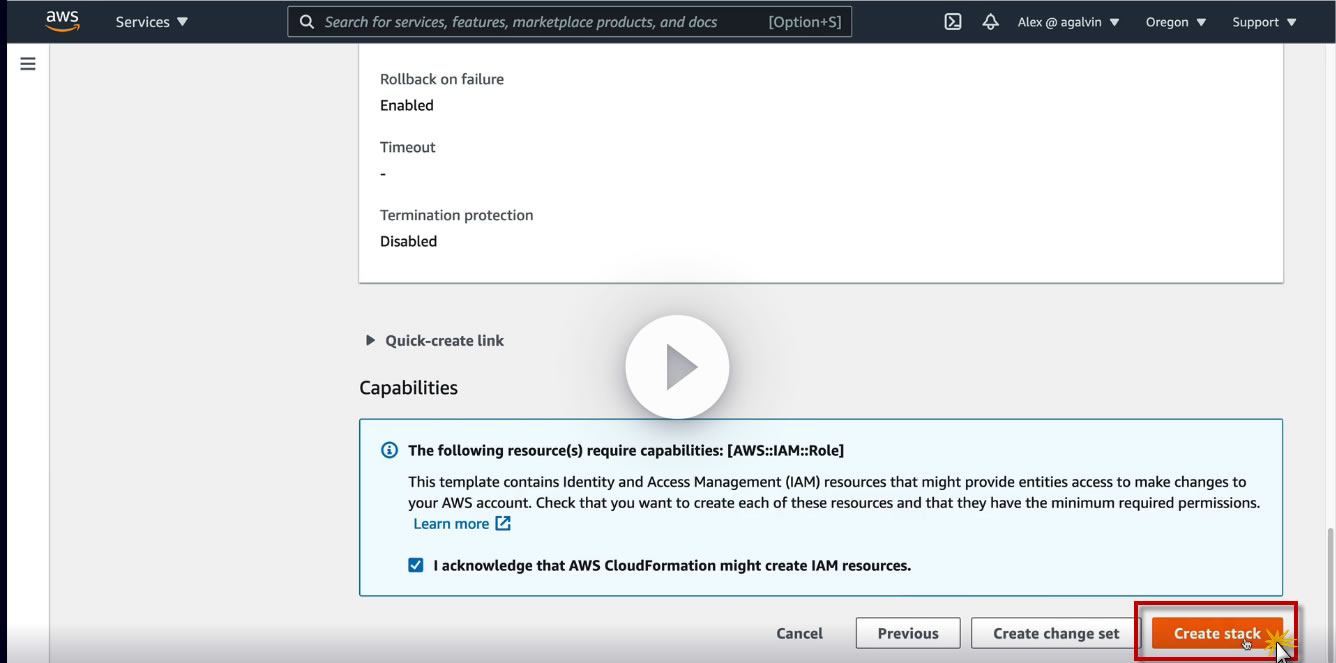 aws Services Search for services, features, marketplace products, and docs [Option+S] Alex @ agalvin Oregon Support
Rollback on failure
Enabled
Timeout
-
Termination protection
Disabled
Quick-create link
Capabilities
The following resource(s) require capabilities: [AWS::IAM::Role]
This template contains Identity and Access Management (IAM) resources that might provide entities access to make changes to
your AWS account. Check that you want to create each of these resources and that they have the minimum required permissions.
Learn more
I acknowledge that AWS CloudFormation might create IAM resources.
Cancel Previous Create change set Create stack